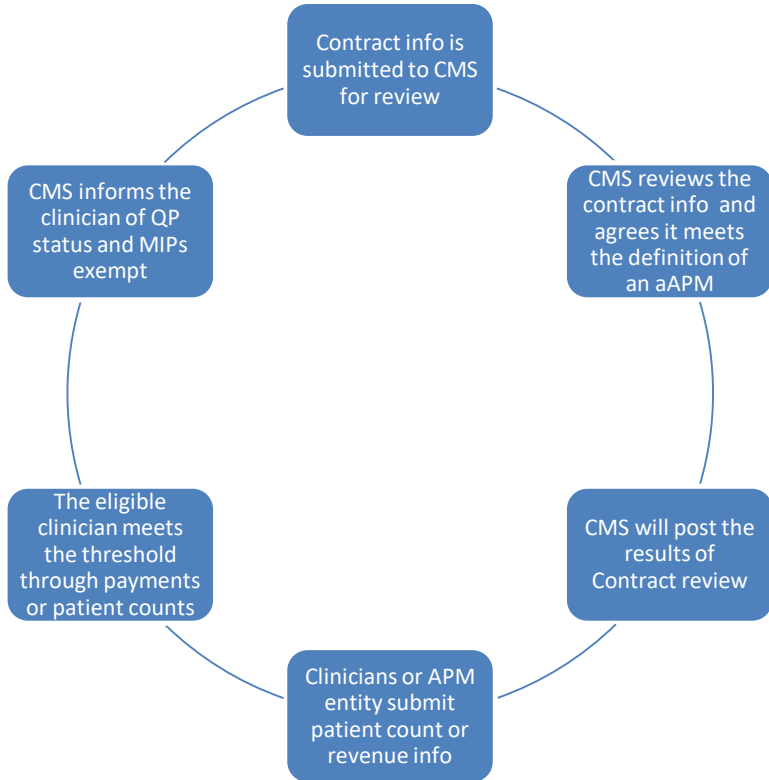 Contract info is
submitted to CMS
for review
CMS reviews the
contract info and
agrees it meets
the definition of
an aAPM
CMS will post the
results of
Contract review
Clinicians or APM
entity submit
patient count or
revenue info
The eligible
clinician meets
the threshold
through payments
or patient counts
CMS informs the
clinician of QP
status and MIPs
exempt